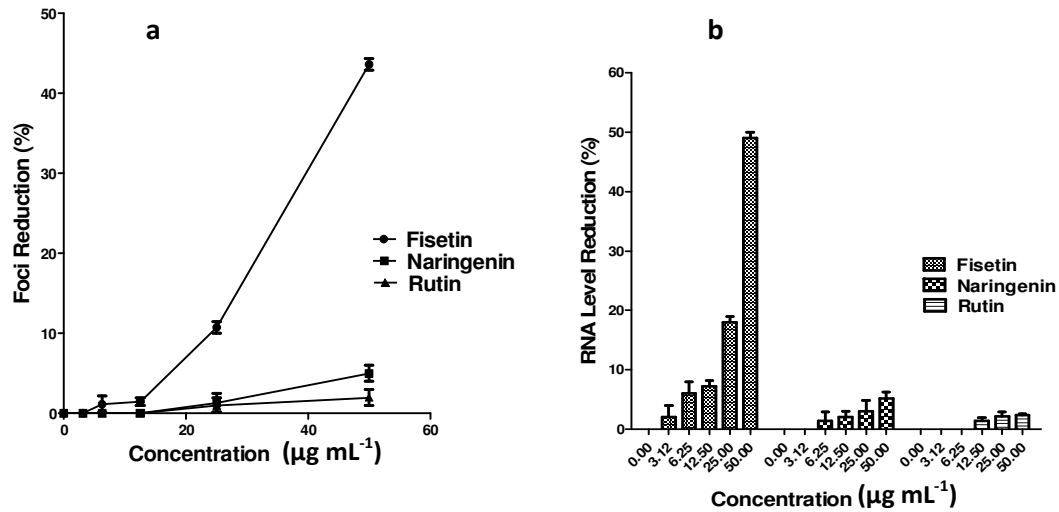 a
50
40
30
20
10
0
Foci Reduction (%)
0 20 40 60
Concentration (µg mL-1)
Fisetin
Naringenin
Rutin
b
60
50
40
30
20
10
0
RNA Level Reduction (%)
0.00 3.12 6.25 12.50 25.00 50.00 0.00 3.12 6.25 12.50 25.00 50.00 0.00 3.12 6.25 12.50 25.00 50.00
Concentration (µg mL-1)
Fisetin
Naringenin
Rutin